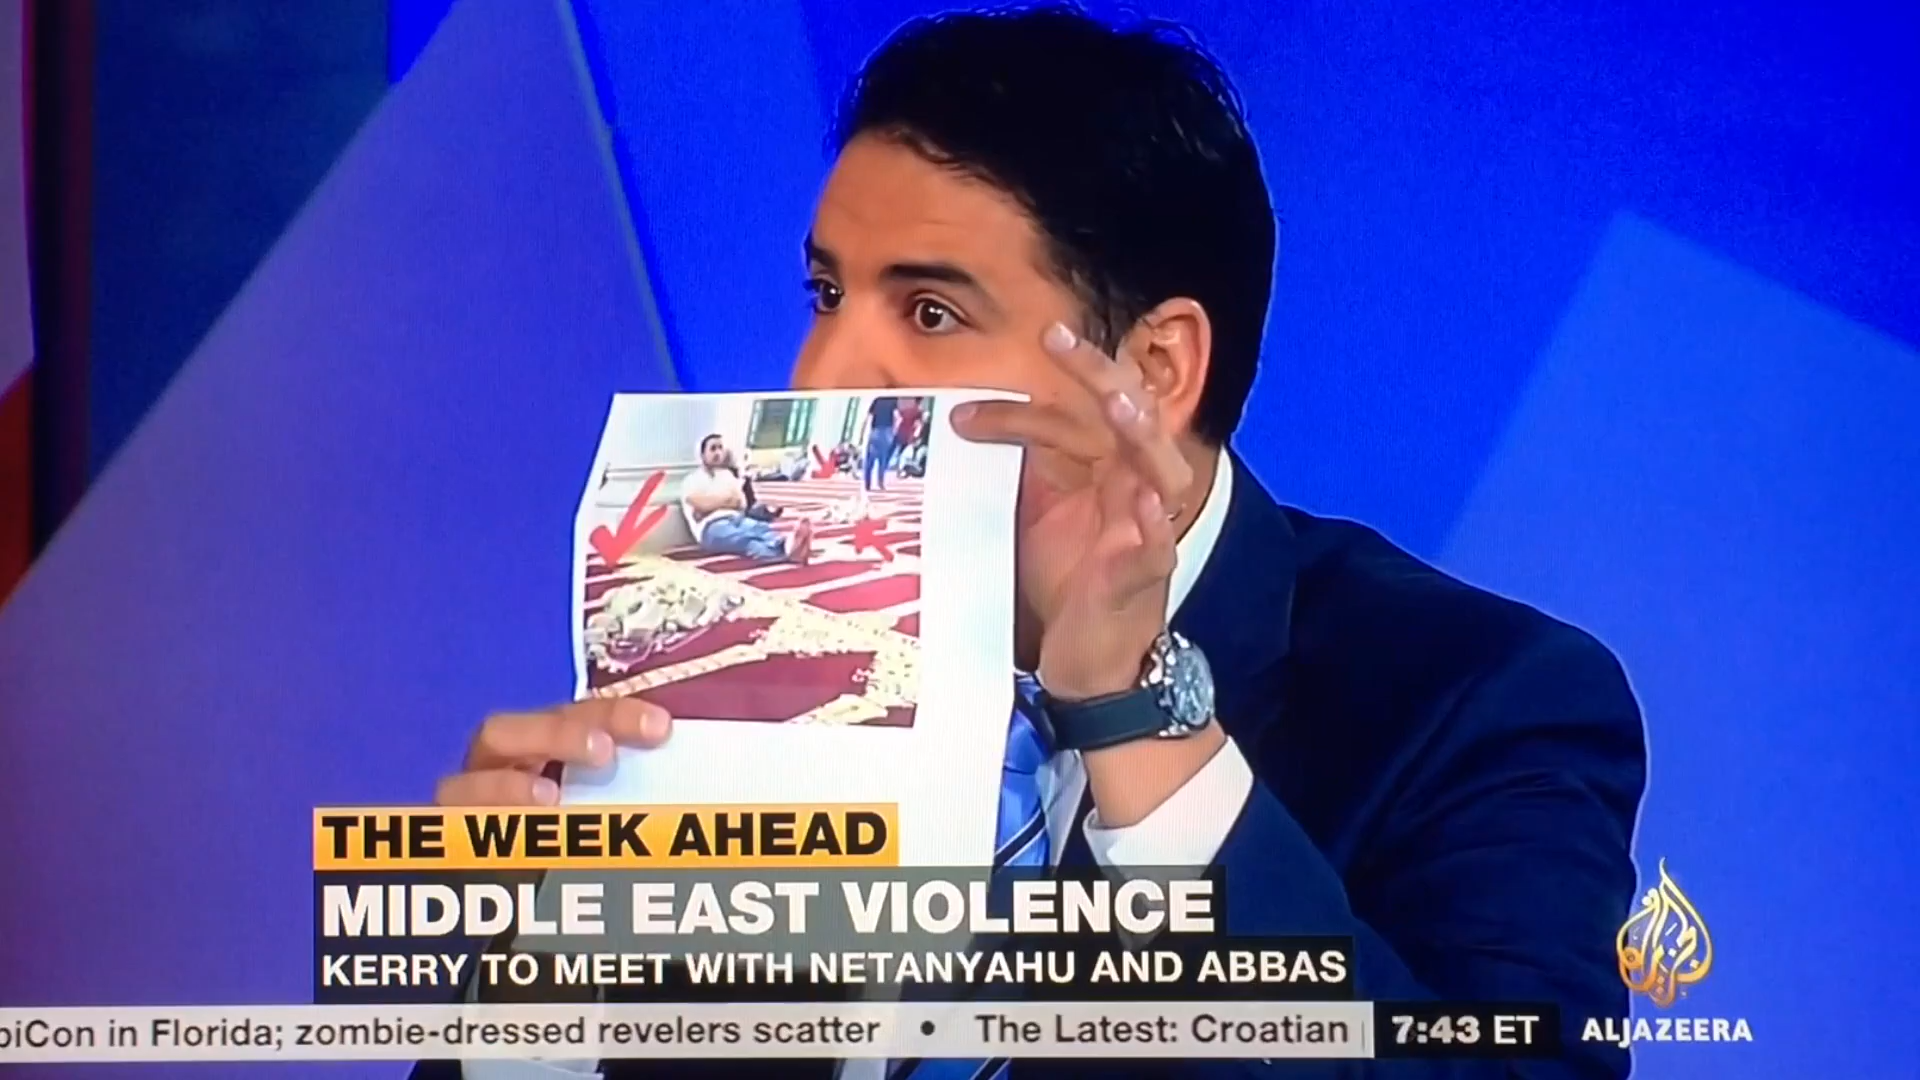 THE WEEK AHEAD
MIDDLE EAST VIOLENCE
KERRY TO MEET WITH NETANYAHU AND ABBAS
biCon in Florida; zombie-dressed revelers scatter • The Latest: Croatian
7:43 ET
الجزيرة
ALJAZEERA